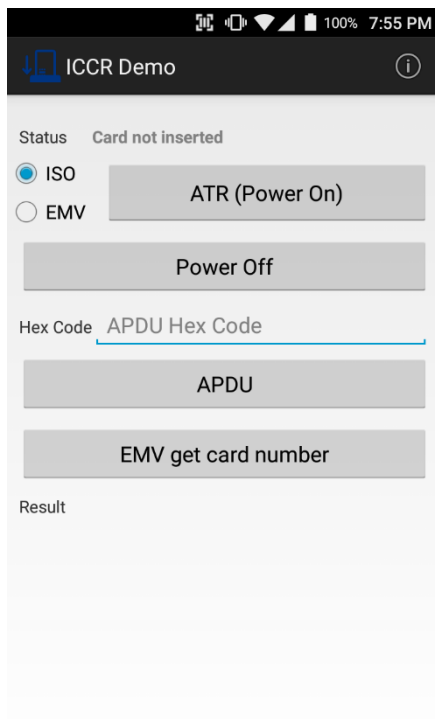 100% 7:55 PM
ICCR Demo
Status Card not inserted
ISO
ATR (Power On)
EMV
Power Off
Hex Code APDU Hex Code
APDU
EMV get card number
Result